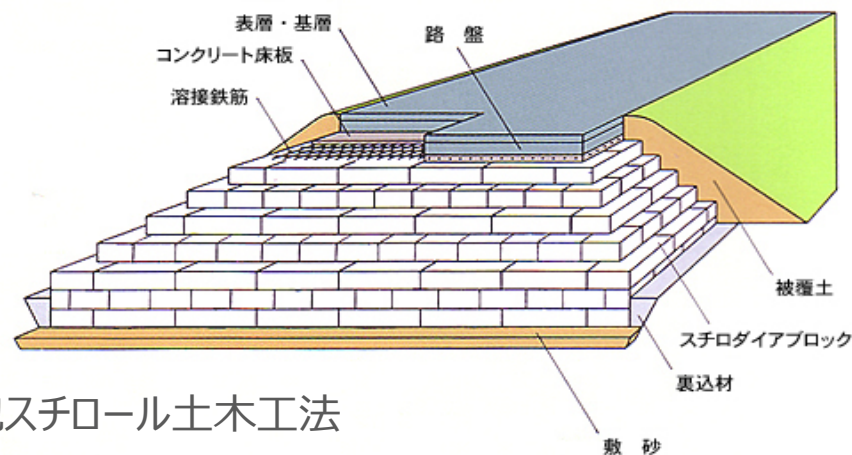 表層・基層
路 盤
コンクリート床板
溶接鉄筋
被覆土
スチロダイアブロック
裏込材
スチロール土木工法
敷 砂